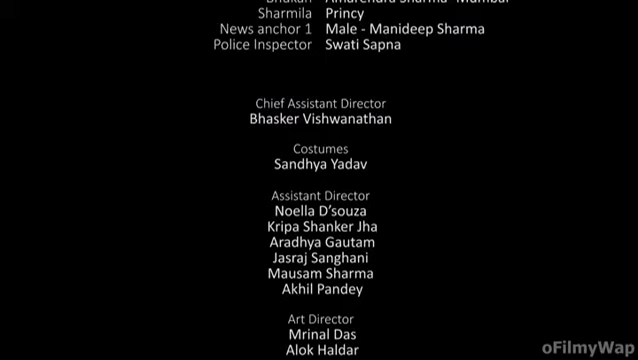 Sharmila Princy
News anchor 1 Male - Manideep Sharma
Police Inspector Swati Sapna
Chief Assistant Director
Bhasker Vishwanathan
Costumes
Sandhya Yadav
Assistant Director
Noella D'souza
Kripa Shanker Jha
Aradhya Gautam
Jasraj Sanghani
Mausam Sharma
Akhil Pandey
Art Director
Mrinal Das
Alok Haldar
oFilmyWap